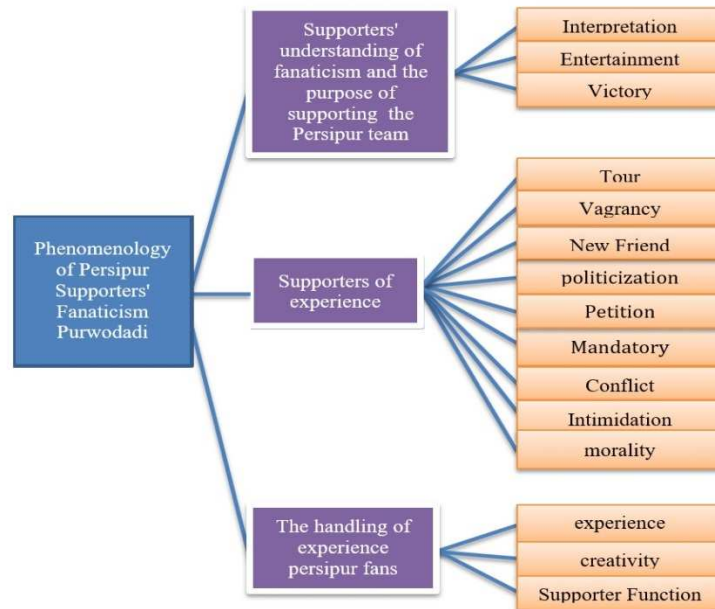 Phenomenology
of Persipur
Supporters'
Fanaticism
Purwodadi
Supporters'
understanding of
fanaticism and the
purpose of
supporting the
Persipur team
Interpretation
Entertainment
Victory
Supporters of
experience
Tour
Vagrancy
New Friend
politicization
Petition
Mandatory
Conflict
Intimidation
morality
The handling of
experience
persipur fans
experience
creativity
Supporter Function